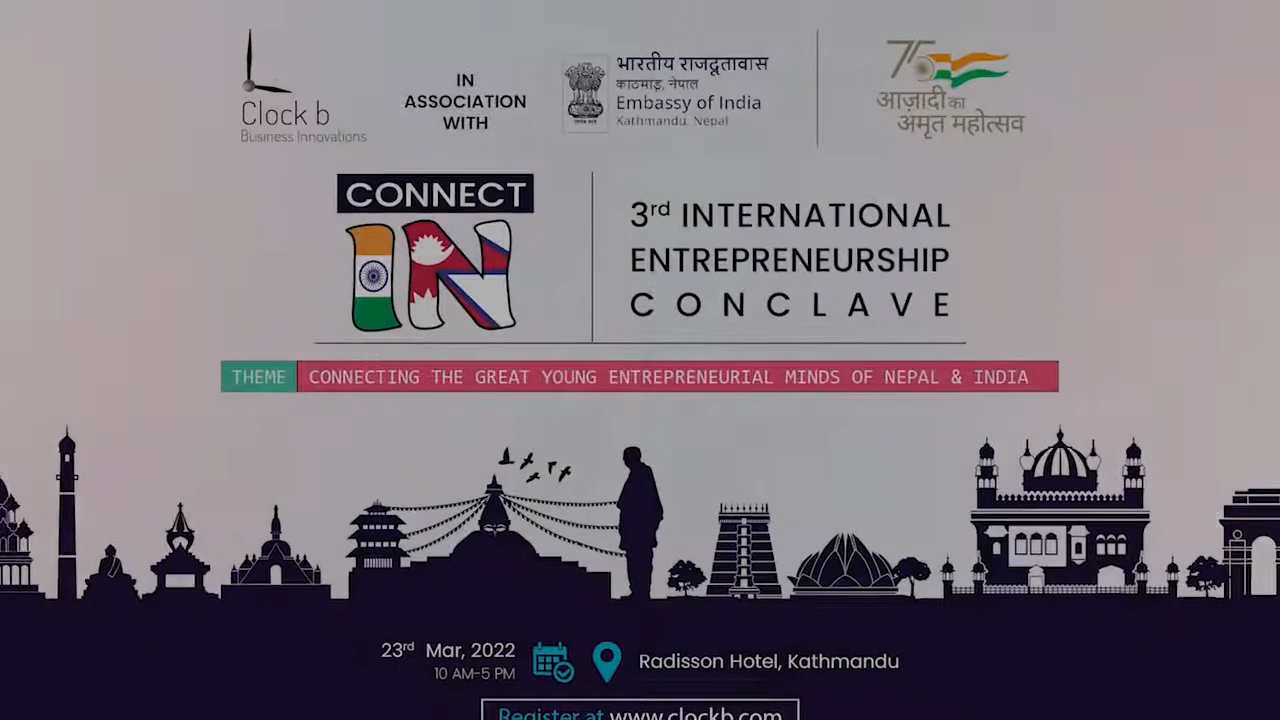 Clock b
Business Innovations
IN
ASSOCIATION
WITH
भारतीय राजदूतावास
काठमांडू, नेपाल
Embassy of India
Kathmandu, Nepal
75
आज़ादी का
अमृत महोत्सव
CONNECT
IN
3rd INTERNATIONAL
ENTREPRENEURSHIP
CONCLAVE
THEME CONNECTING THE GREAT YOUNG ENTREPRENEURIAL MINDS OF NEPAL & INDIA
23rd Mar, 2022
10 AM-5 PM
Radisson Hotel, Kathmandu
Register at www.clockb.com